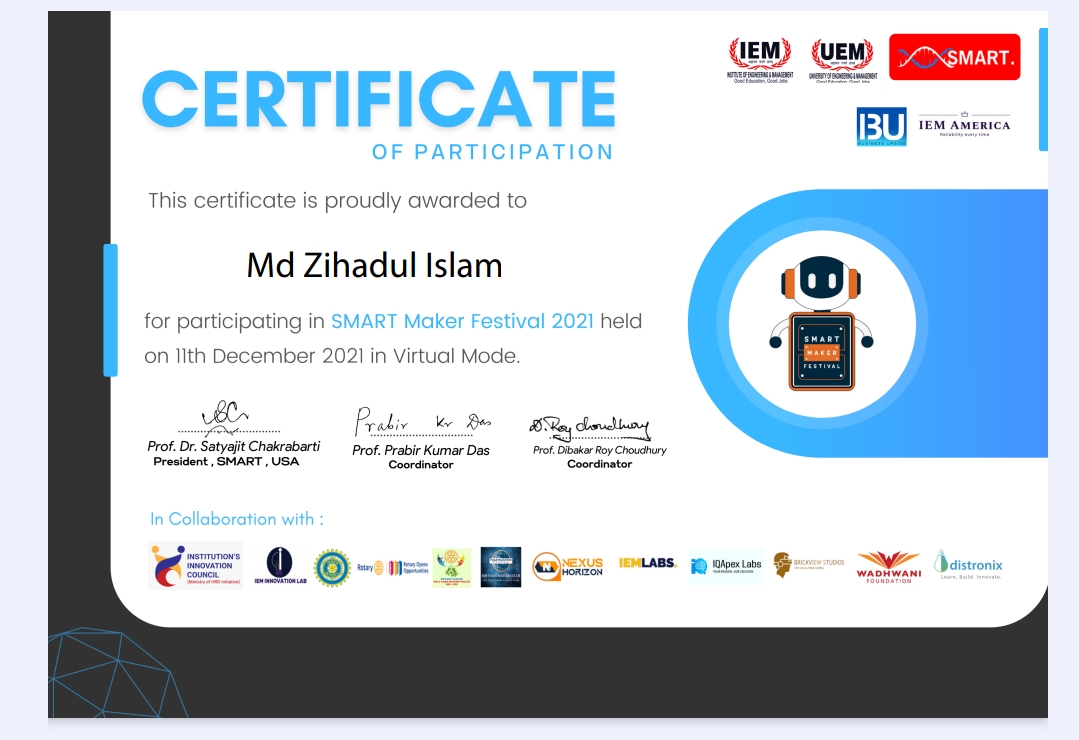 IEM
INSTITUTE OF ENGINEERING & MANAGEMENT
Good Education, Good Jobs
UEM
UNIVERSITY OF ENGINEERING & MANAGEMENT
Good Education, Good Jobs
SMART.
IBU
BUSINESS UPSIDE
IEM AMERICA
Reliability every time
CERTIFICATE
OF PARTICIPATION
This certificate is proudly awarded to
Md Zihadul Islam
for participating in SMART Maker Festival 2021 held
on 11th December 2021 in Virtual Mode.
SMART
MAKER
FESTIVAL
Prabir Kr Das
D. Roy choudhury
Prof. Dr. Satyajit Chakrabarti
President , SMART , USA
Prof. Prabir Kumar Das
Coordinator
Prof. Dibakar Roy Choudhury
Coordinator
In Collaboration with :
INSTITUTION'S
INNOVATION
COUNCIL
(Ministry of HRD Initiative)
IEM INNOVATION LAB
Rotary
Rotary Opens
Opportunities
NEXUS
HORIZON
IEMLABS.
IQApex Labs
BRICKVIEW STUDIOS
WADHWANI
FOUNDATION
distronix
Learn. Build. Innovate.